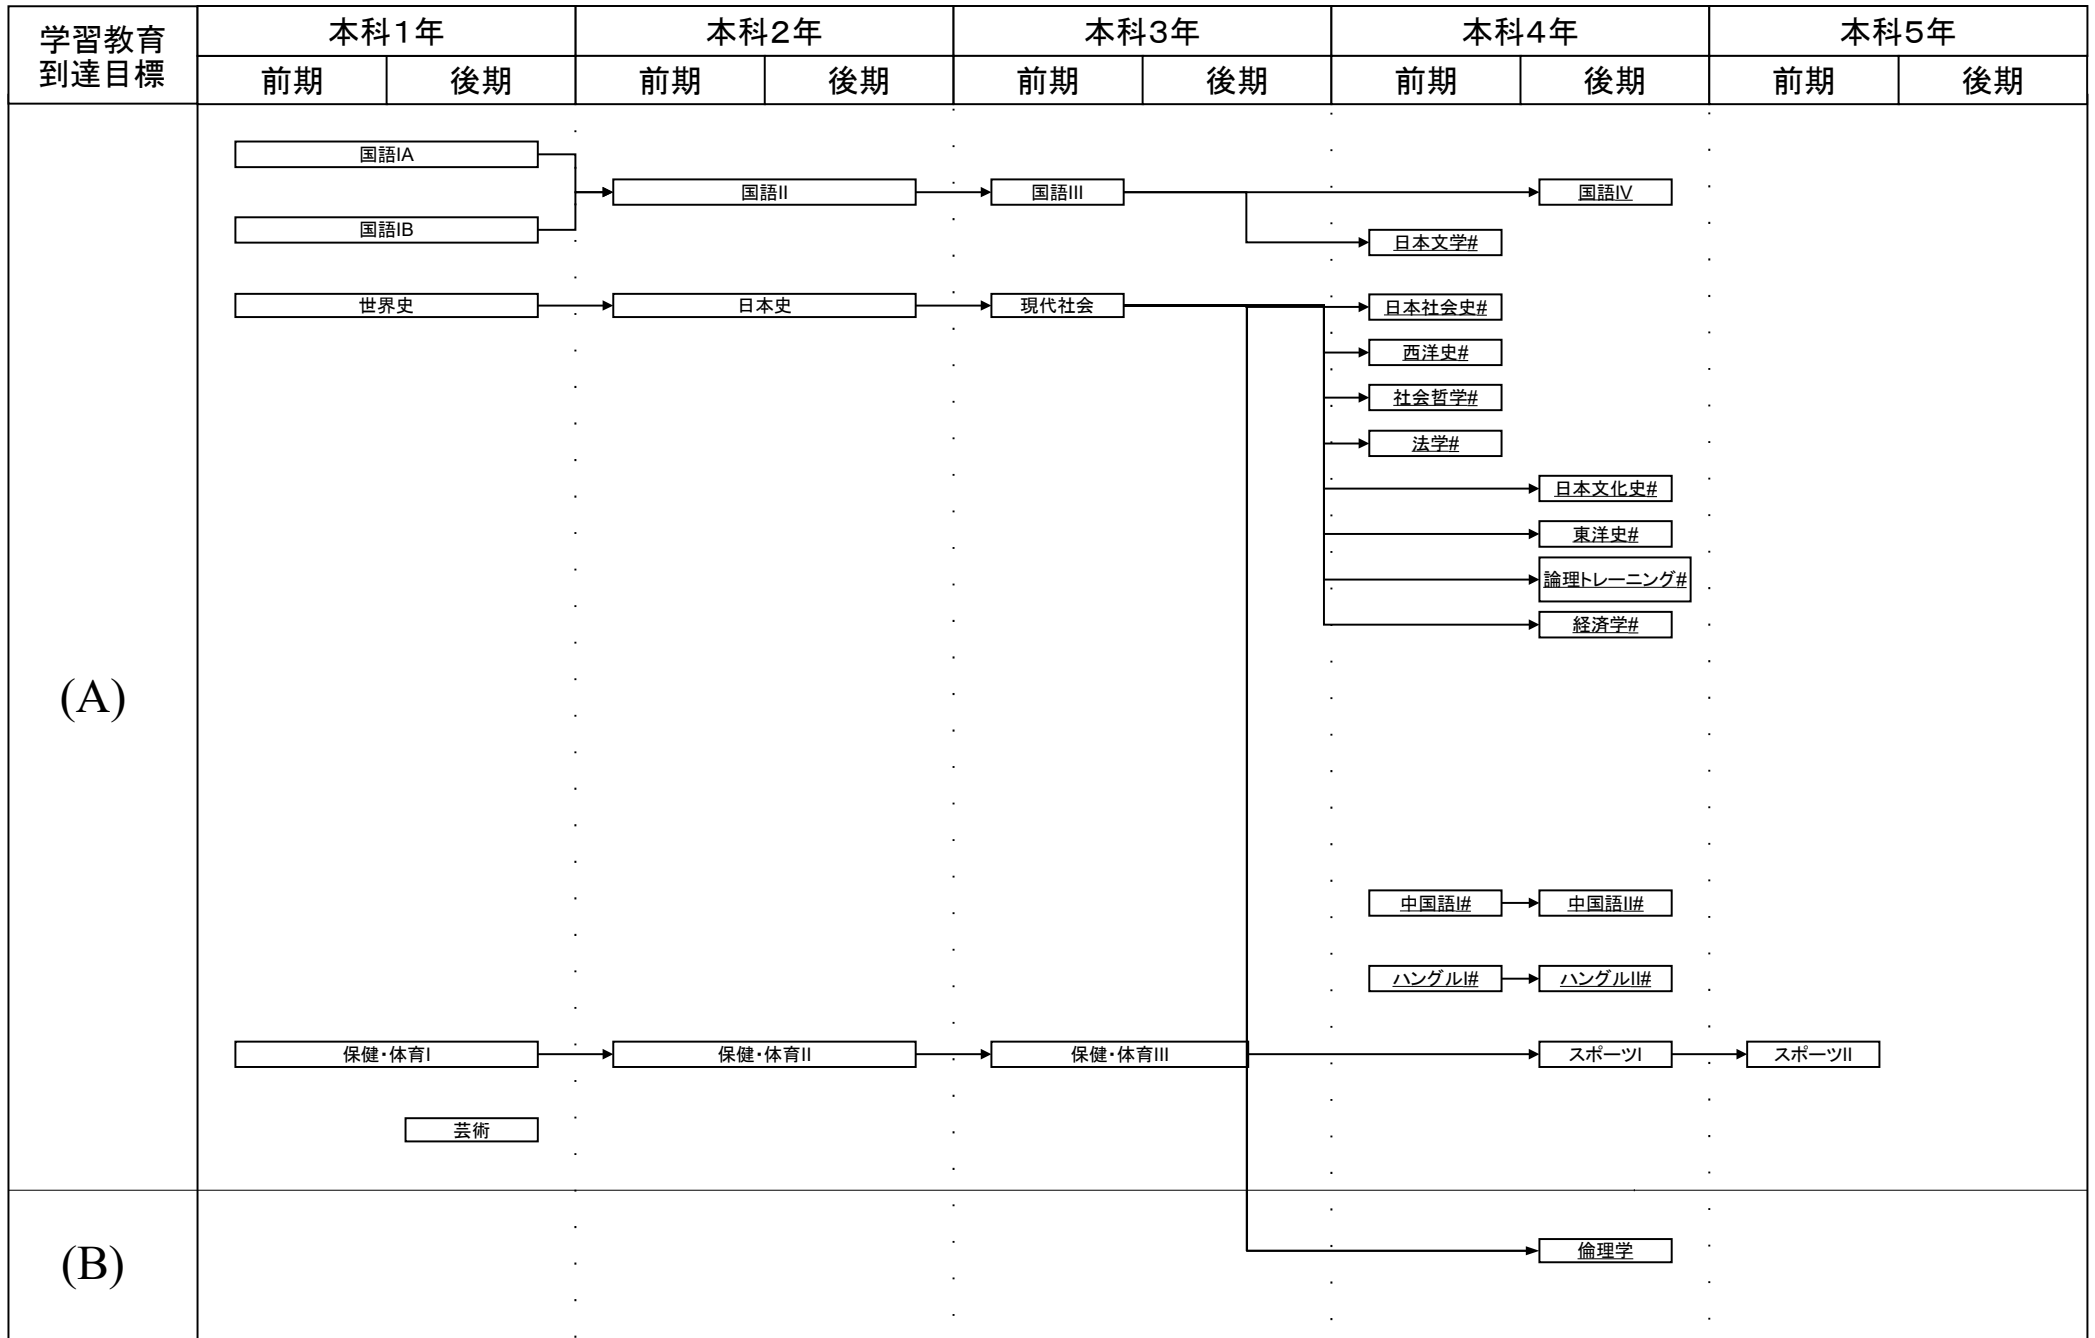 学習教育
到達目標
本科1年
本科2年
本科3年
本科4年
本科5年
前期
後期
前期
後期
前期
後期
前期
後期
前期
後期
国語IA
国語II
国語III
国語IV
国語IB
日本文学#
世界史
日本史
現代社会
日本社会史#
西洋史#
社会哲学#
法学#
日本文化史#
東洋史#
論理トレーニング#
経済学#
(A)
中国語I#
中国語II#
ハングルI#
ハングルII#
保健・体育I
保健・体育II
保健・体育III
スポーツI
スポーツII
芸術
(B)
倫理学